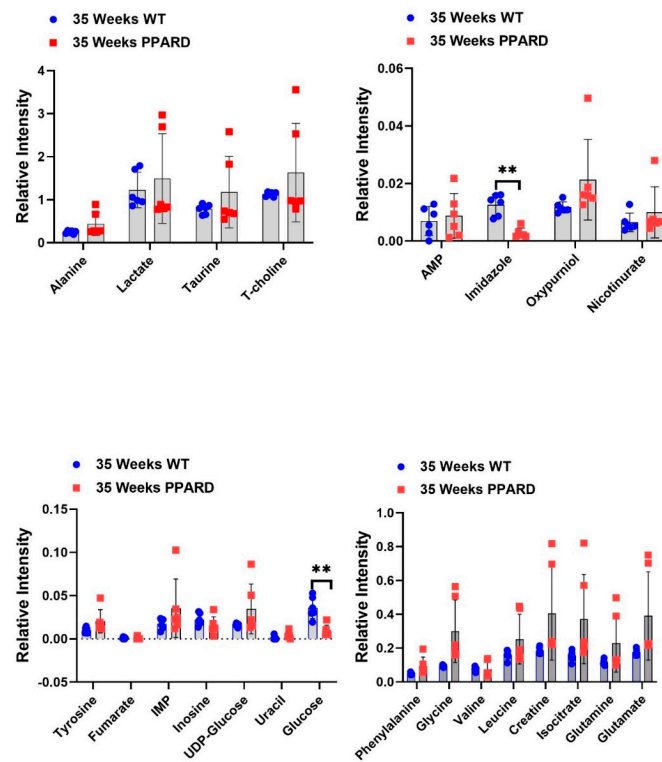 35 Weeks WT
35 Weeks PPARD
Relative Intensity
4
3
2
1
0
Alanine
Lactate
Taurine
T-choline
35 Weeks WT
35 Weeks PPARD
Relative Intensity
0.06
0.04
0.02
0.00
**
AMP
Imidazole
Oxypurniol
Nicotinurate
35 Weeks WT
35 Weeks PPARD
Relative Intensity
0.15
0.10
0.05
0.00
-0.05
**
Tyrosine
Fumarate
IMP
Inosine
UDP-Glucose
Uracil
Glucose
35 Weeks WT
35 Weeks PPARD
Relative Intensity
1.0
0.8
0.6
0.4
0.2
0.0
Phenylalanine
Glycine
Valine
Leucine
Creatine
Isocitrate
Glutamine
Glutamate